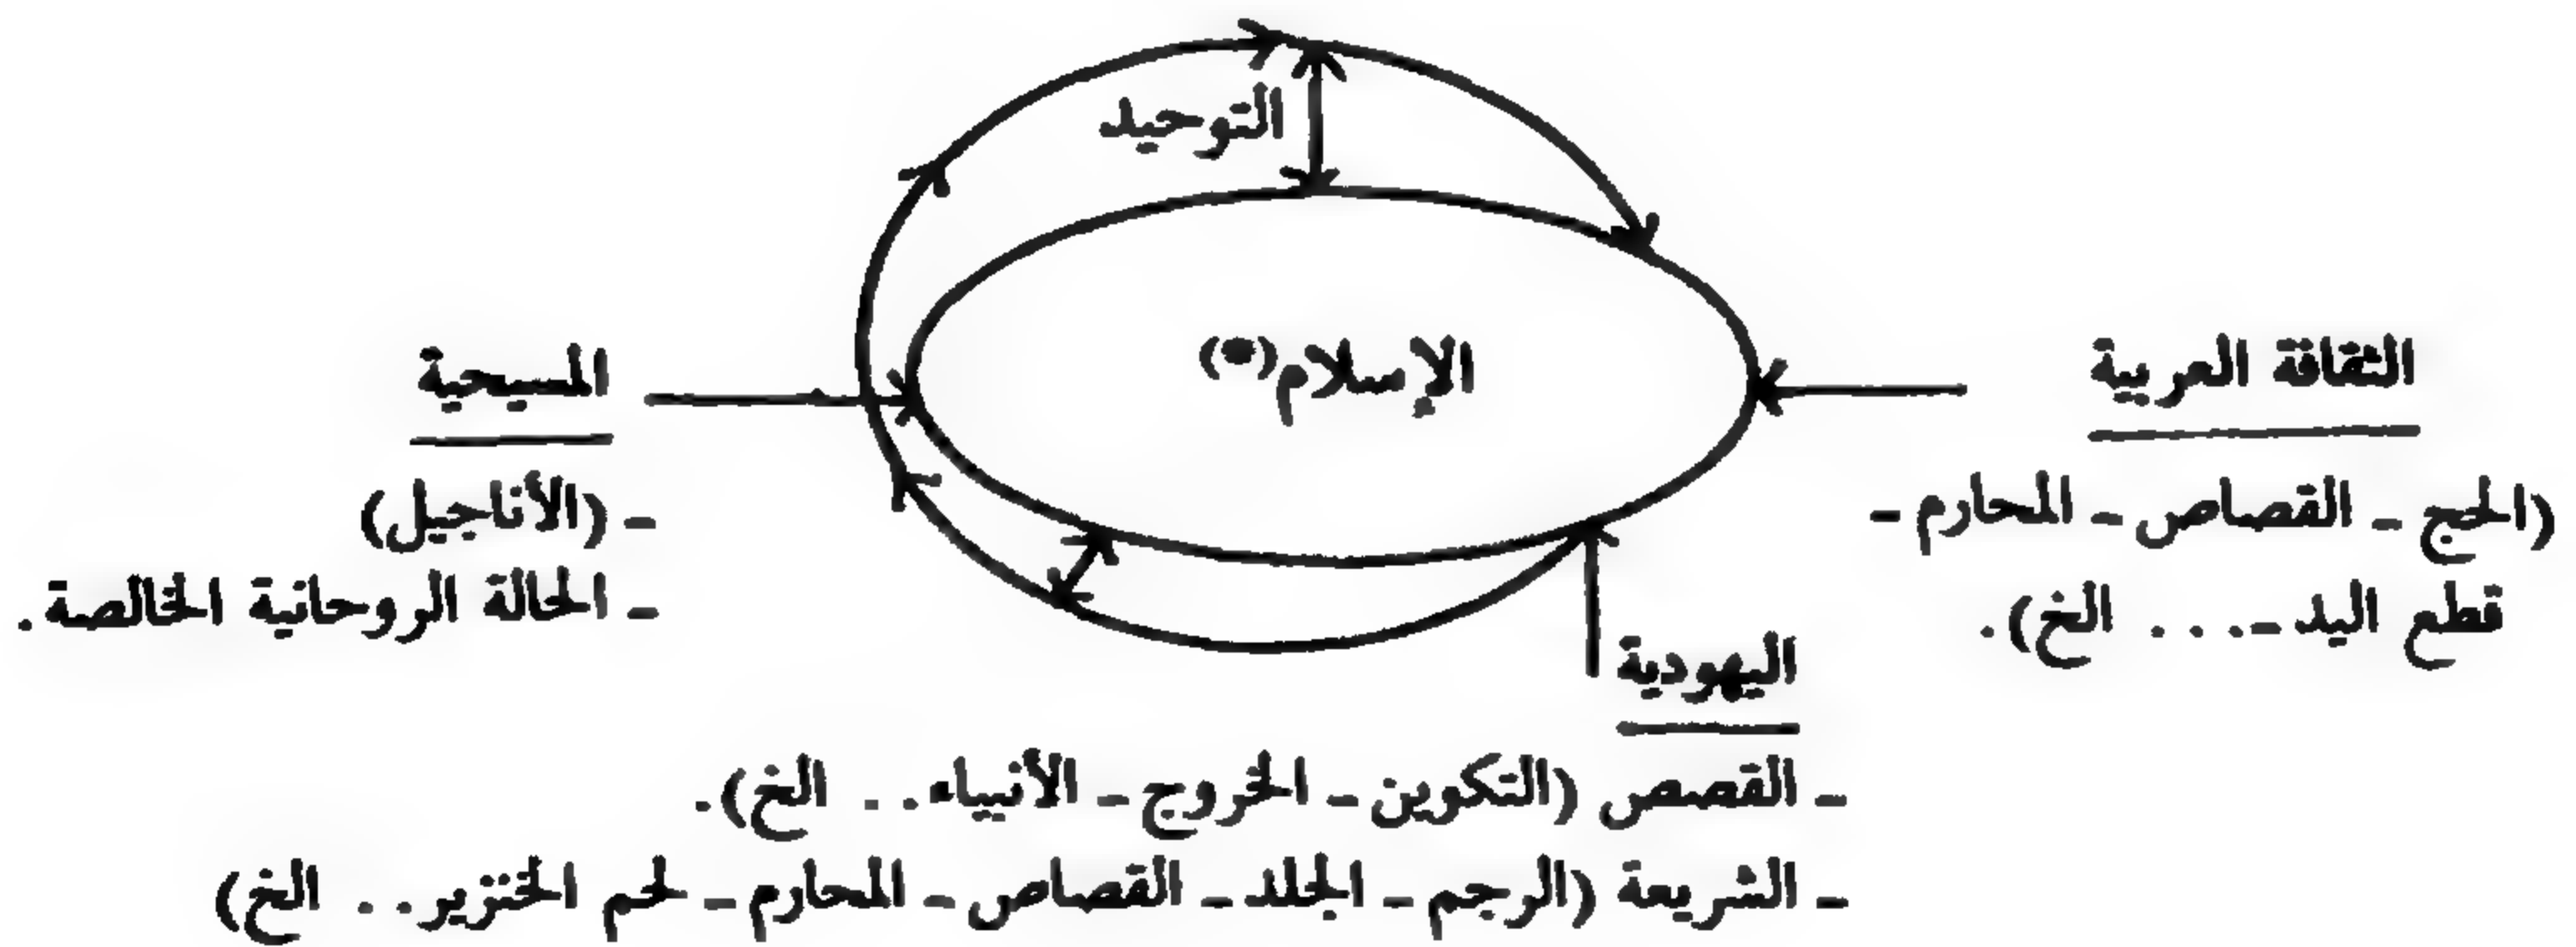 التوحيد
الإسلام(*)
الثقافة العربية
(الحج - القصاص - المحارم -
قطع اليد - ... الخ).
المسيحية
- (الأناجيل)
- الحالة الروحانية الخالصة.
اليهودية
- القصص (التكوين - الخروج - الأنبياء.. الخ).
- الشريعة (الرجم - الجلد - القصاص - المحارم - لحم الخنزير.. الخ)